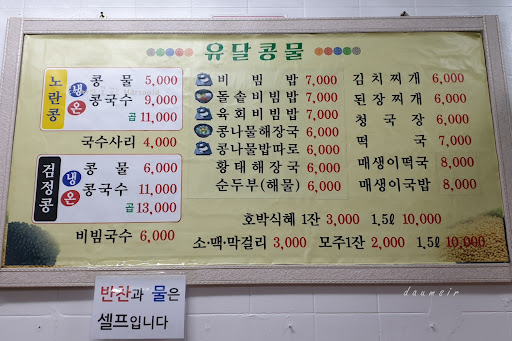 유달콩물
노란콩 냉 온
콩물 5,000
콩국수 9,000
곱 11,000
국수사리 4,000
검정콩 냉 온
콩물 6,000
콩국수 11,000
곱 13,000
비빔국수 6,000
비빔밥 7,000
돌솥비빔밥 7,000
육회비빔밥 7,000
콩나물해장국 6,000
콩나물밥따로 6,000
황태해장국 6,000
순두부(해물) 6,000
김치찌개 6,000
된장찌개 6,000
청국장 6,000
떡국 7,000
매생이떡국 8,000
매생이국밥 8,000
호박식혜 1잔 3,000 1.5ℓ 10,000
소·맥·막걸리 3,000 모주1잔 2,000 1.5ℓ 10,000
반찬과 물은
셀프입니다
daumeir